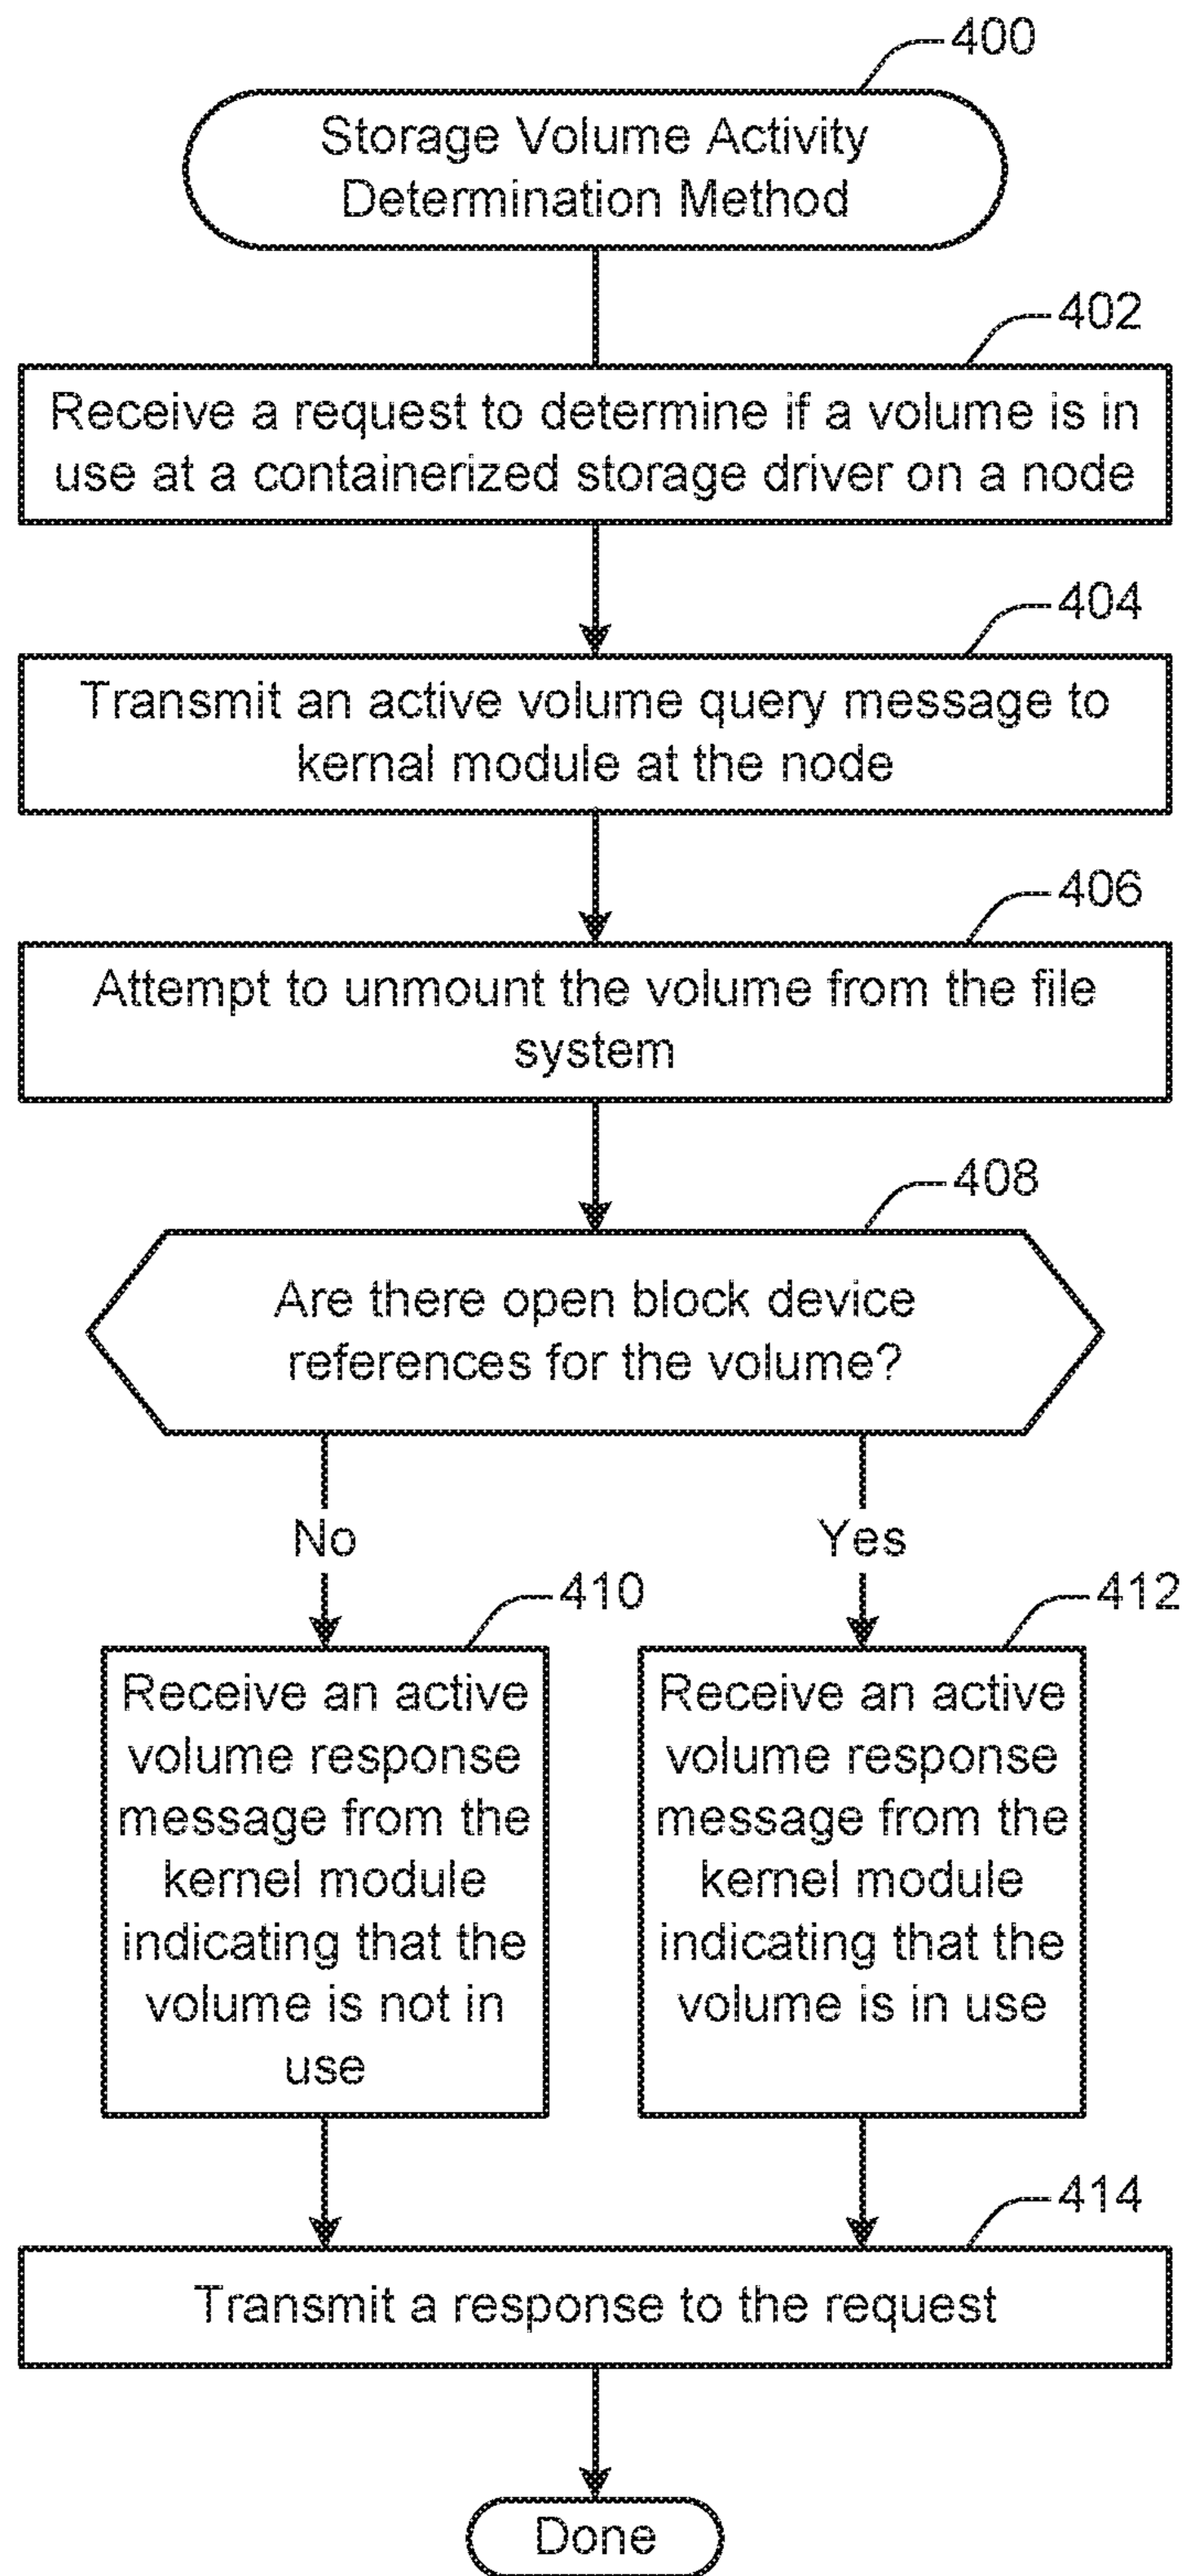 400
Storage Volume Activity
Determination Method
402
Receive a request to determine if a volume is in
use at a containerized storage driver on a node
404
Transmit an active volume query message to
kernal module at the node
406
Attempt to unmount the volume from the file
system
408
Are there open block device
references for the volume?
No
Yes
410
Receive an active
volume response
message from the
kernel module
indicating that the
volume is not in
use
412
Receive an active
volume response
message from the
kernel module
indicating that the
volume is in use
414
Transmit a response to the request
Done